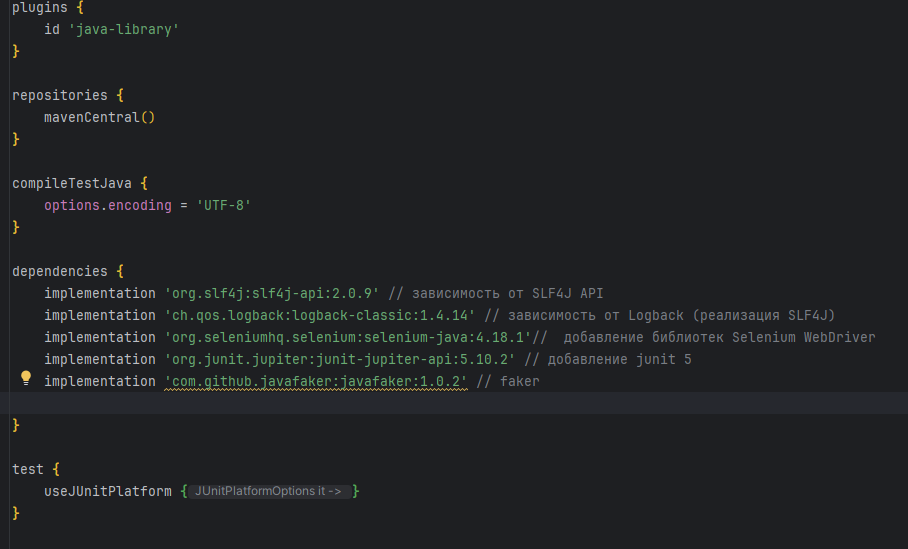 plugins {
id 'java-library'
}
repositories {
mavenCentral()
}
compileTestJava {
options.encoding = 'UTF-8'
}
dependencies {
implementation 'org.slf4j:slf4j-api:2.0.9' // зависимость от SLF4J API
implementation 'ch.qos.logback:logback-classic:1.4.14' // зависимость от Logback (реализация SLF4J)
implementation 'org.seleniumhq.selenium:selenium-java:4.18.1'//  добавление библиотек Selenium WebDriver
implementation 'org.junit.jupiter:junit-jupiter-api:5.10.2' // добавление junit 5
implementation 'com.github.javafaker:javafaker:1.0.2' // faker
}
test {
useJUnitPlatform { JUnitPlatformOptions it -> }
}